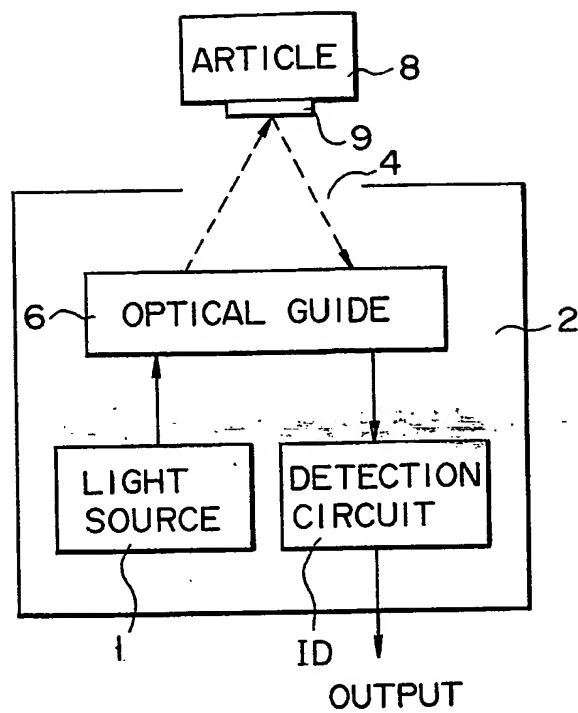 ARTICLE
8
9
4
6
OPTICAL GUIDE
2
LIGHT
SOURCE
DETECTION
CIRCUIT
1
ID
OUTPUT